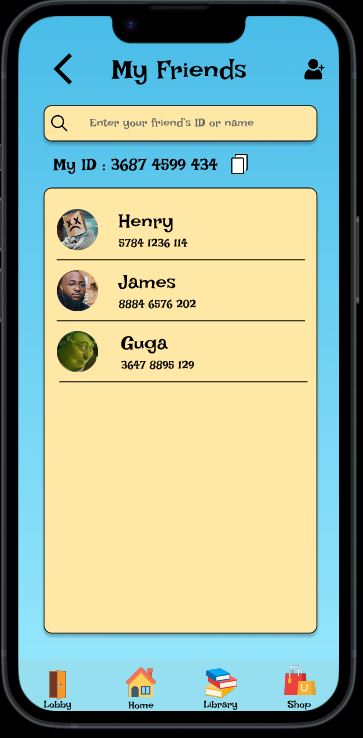 My Friends
Enter your friend's ID or name
My ID : 3687 4599 434
Henry
5784 1236 114
James
8884 6576 202
Guga
3647 8895 129
Lobby Home Library Shop